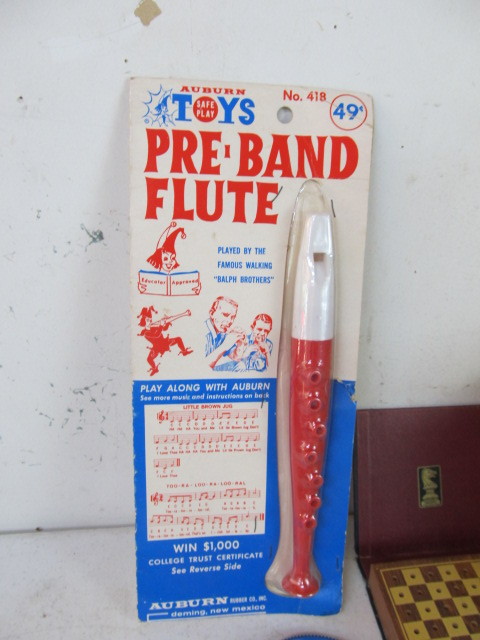 AUBURN
TOYS
SAFE
PLAY
No. 418
49¢
PRE-BAND
FLUTE
PLAYED BY THE
FAMOUS WALKING
"BALPH BROTHERS"
Educator Approved
PLAY ALONG WITH AUBURN
See more music and instructions on back
LITTLE BROWN JUG
TOO-RA-LOO-RA-LOO-RAL
WIN $1,000
COLLEGE TRUST CERTIFICATE
See Reverse Side
AUBURN RUBBER CO., INC.
deming, new mexico